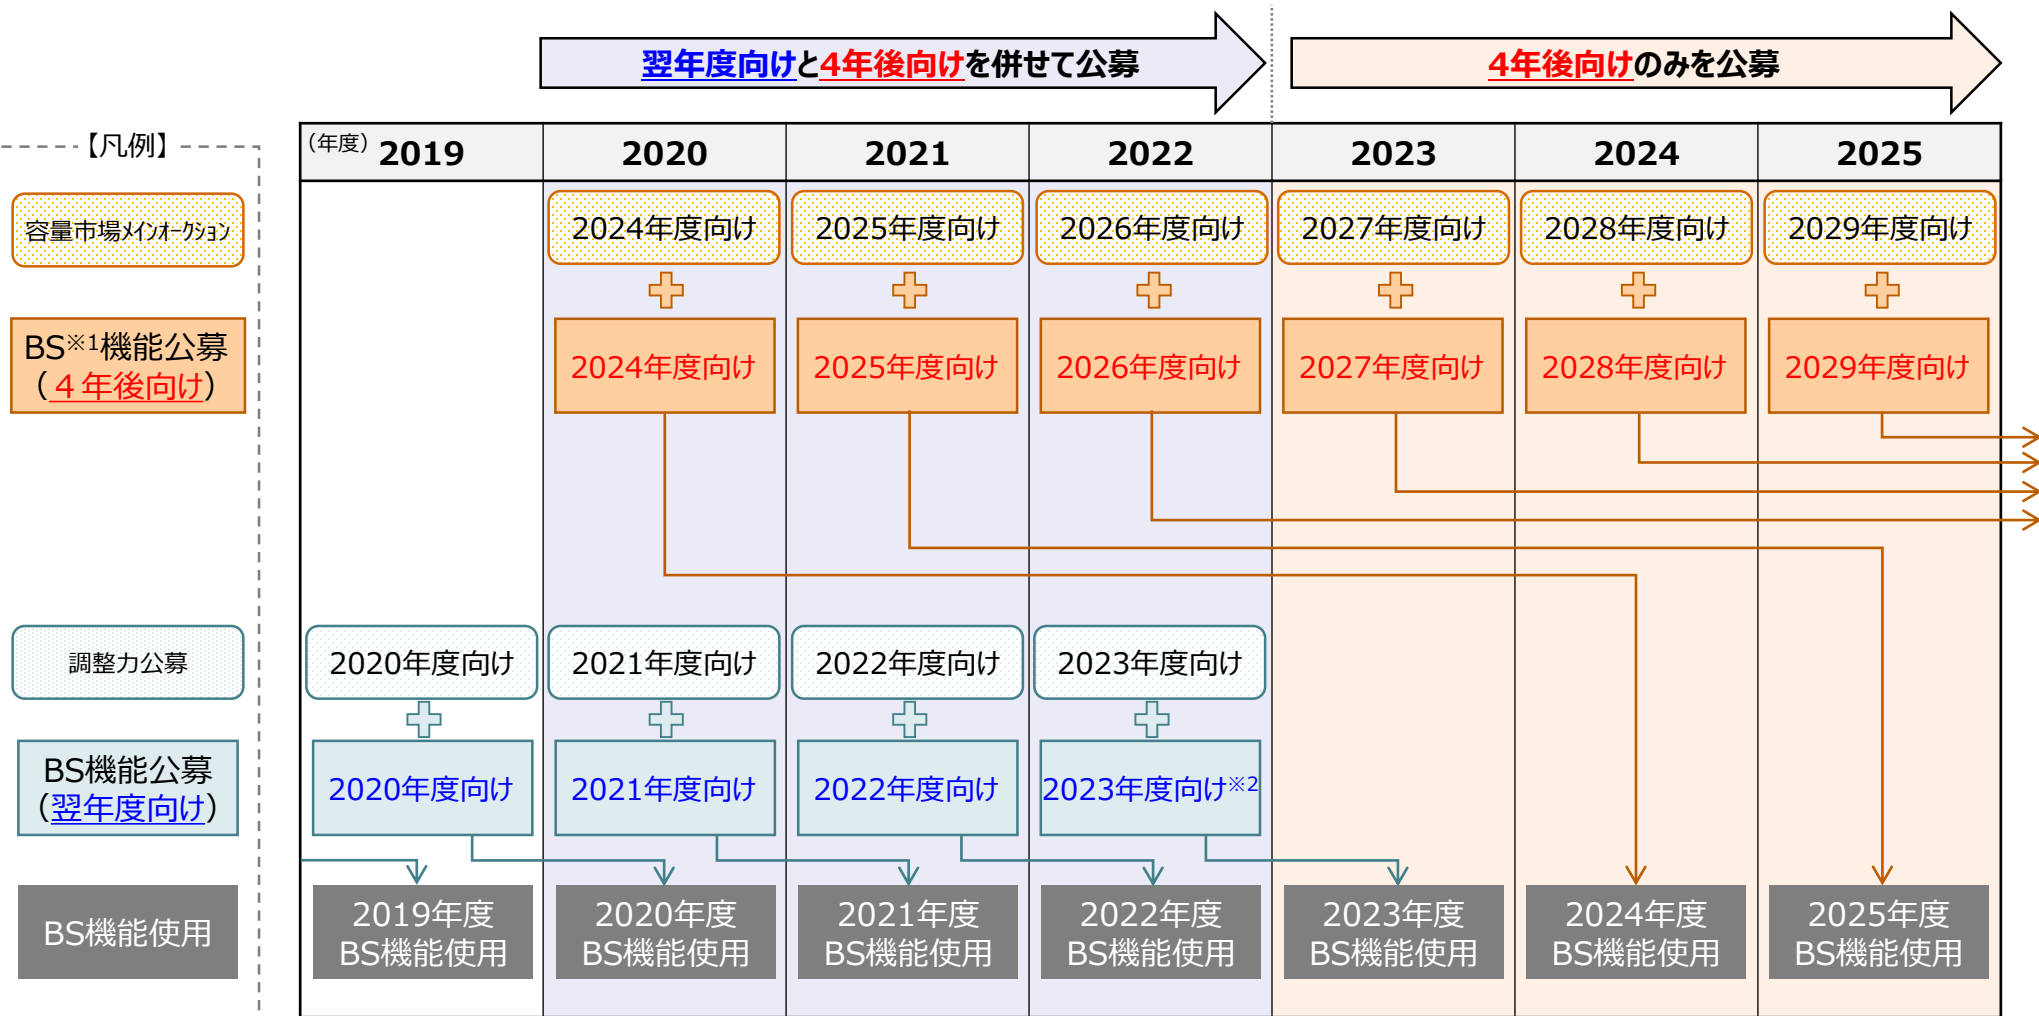 翌年度向けと4年後向けを併せて公募
4年後向けのみを公募
【凡例】
(年度) 2019 2020 2021 2022 2023 2024 2025
容量市場メインオークション
2024年度向け 2025年度向け 2026年度向け 2027年度向け 2028年度向け 2029年度向け
BS※1機能公募
(4年後向け)
2024年度向け 2025年度向け 2026年度向け 2027年度向け 2028年度向け 2029年度向け
調整力公募
2020年度向け 2021年度向け 2022年度向け 2023年度向け
BS機能公募
(翌年度向け)
2020年度向け 2021年度向け 2022年度向け 2023年度向け※2
BS機能使用
2019年度
BS機能使用
2020年度
BS機能使用
2021年度
BS機能使用
2022年度
BS機能使用
2023年度
BS機能使用
2024年度
BS機能使用
2025年度
BS機能使用